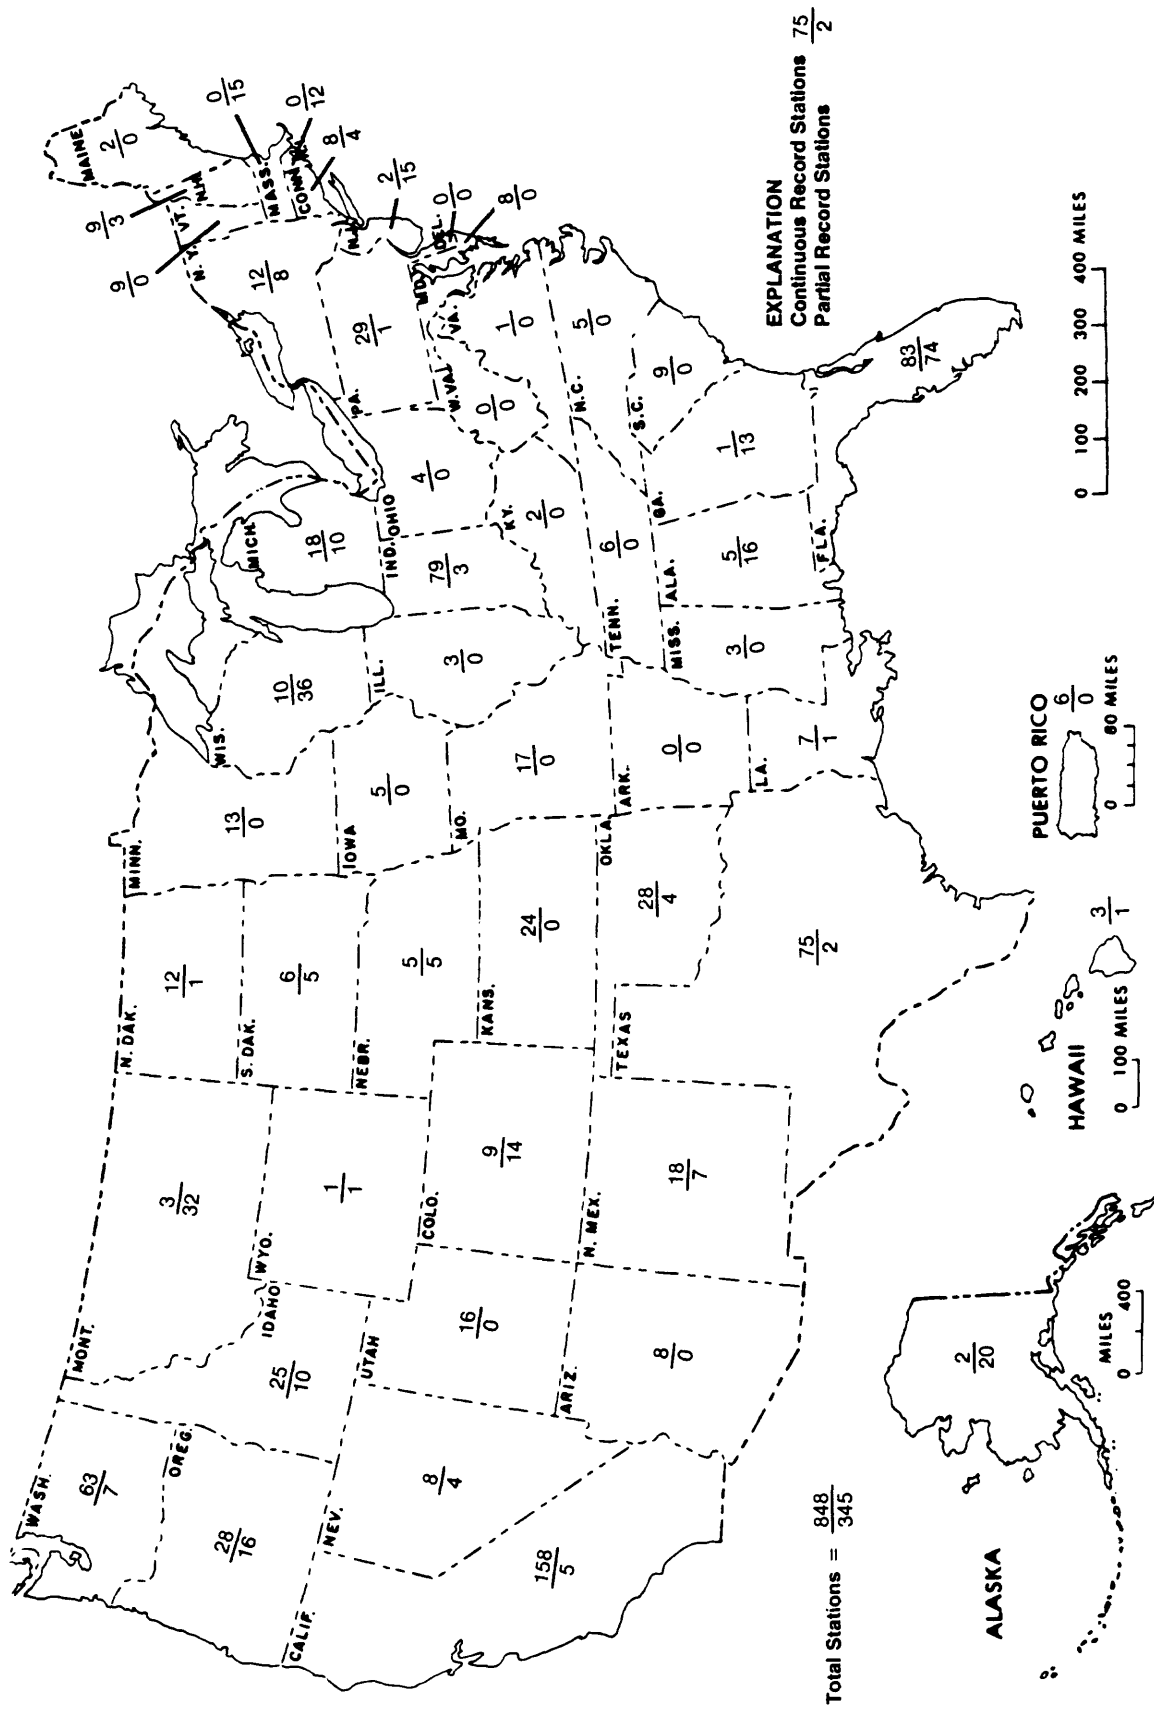 WASH.
63
7
OREG.
28
16
CALIF.
158
5
NEV.
8
4
IDAHO
25
10
MONT.
3
32
WYO.
1
1
UTAH
16
0
ARIZ.
8
0
COLO.
9
14
N. MEX.
18
7
N. DAK.
12
1
S. DAK.
6
5
NEBR.
5
5
KANS.
24
0
OKLA.
28
4
TEXAS
75
2
MINN.
13
0
IOWA
5
0
MO.
17
0
ARK.
0
0
LA.
7
1
WIS.
10
36
ILL.
3
0
MICH.
18
10
IND.
79
3
OHIO
4
0
KY.
2
0
TENN.
6
0
MISS.
3
0
ALA.
5
16
GA.
1
13
FLA.
83
74
S.C.
9
0
N.C.
5
0
VA.
1
0
W.VA.
0
0
PA.
29
1
N.Y.
12
8
VT.
9
0
N.H.
9
3
MAINE
2
0
MASS.
0
15
0
12
CONN.
8
4
N.J.
2
15
DEL.
0
0
MD.
8
0
EXPLANATION
Continuous Record Stations 75
Partial Record Stations 2
0 100 200 300 400 MILES
Total Stations = 848
345
ALASKA
2
20
MILES
0 400
HAWAII
3
1
0 100 MILES
PUERTO RICO
6
0
0 80 MILES